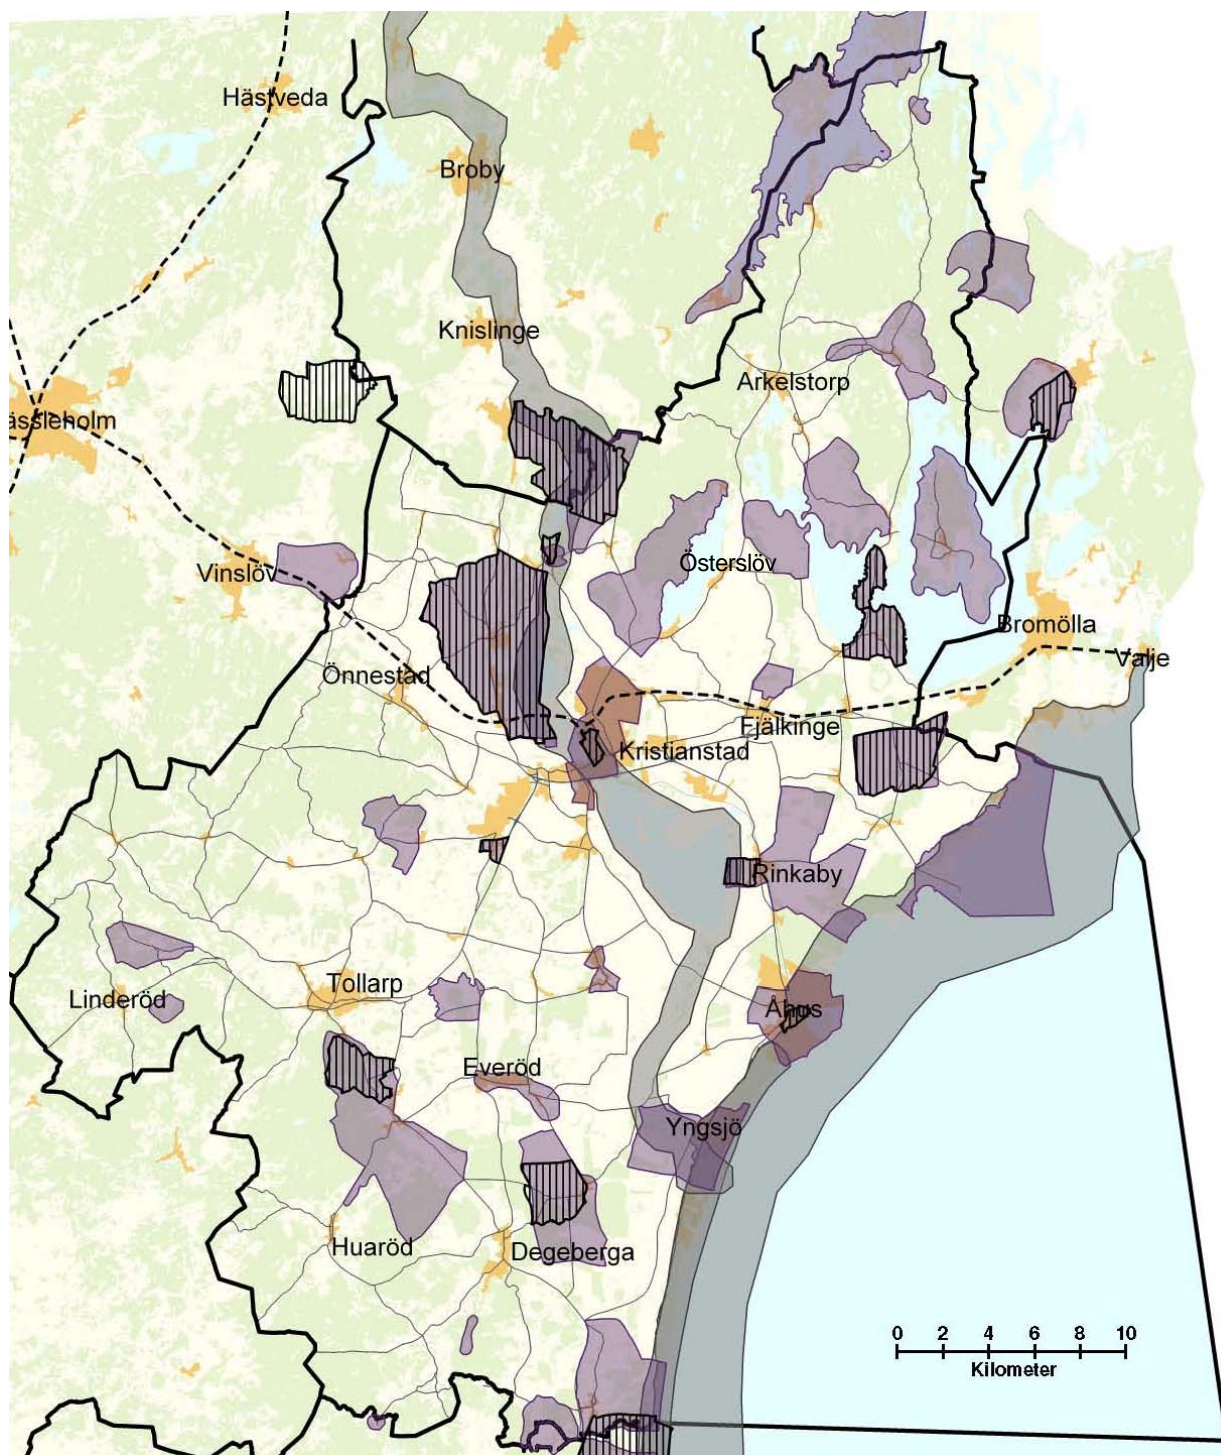 Hästveda
Broby
Knislinge
Arkelstorp
ässleholm
Vinslöv
Österslöv
Bromölla
Valje
Önnestad
Fjälkinge
Kristianstad
Rinkaby
Tollarp
Linderöd
Åhus
Everöd
Yngsjö
Huaröd
Degeberga
0 2 4 6 8 10
Kilometer